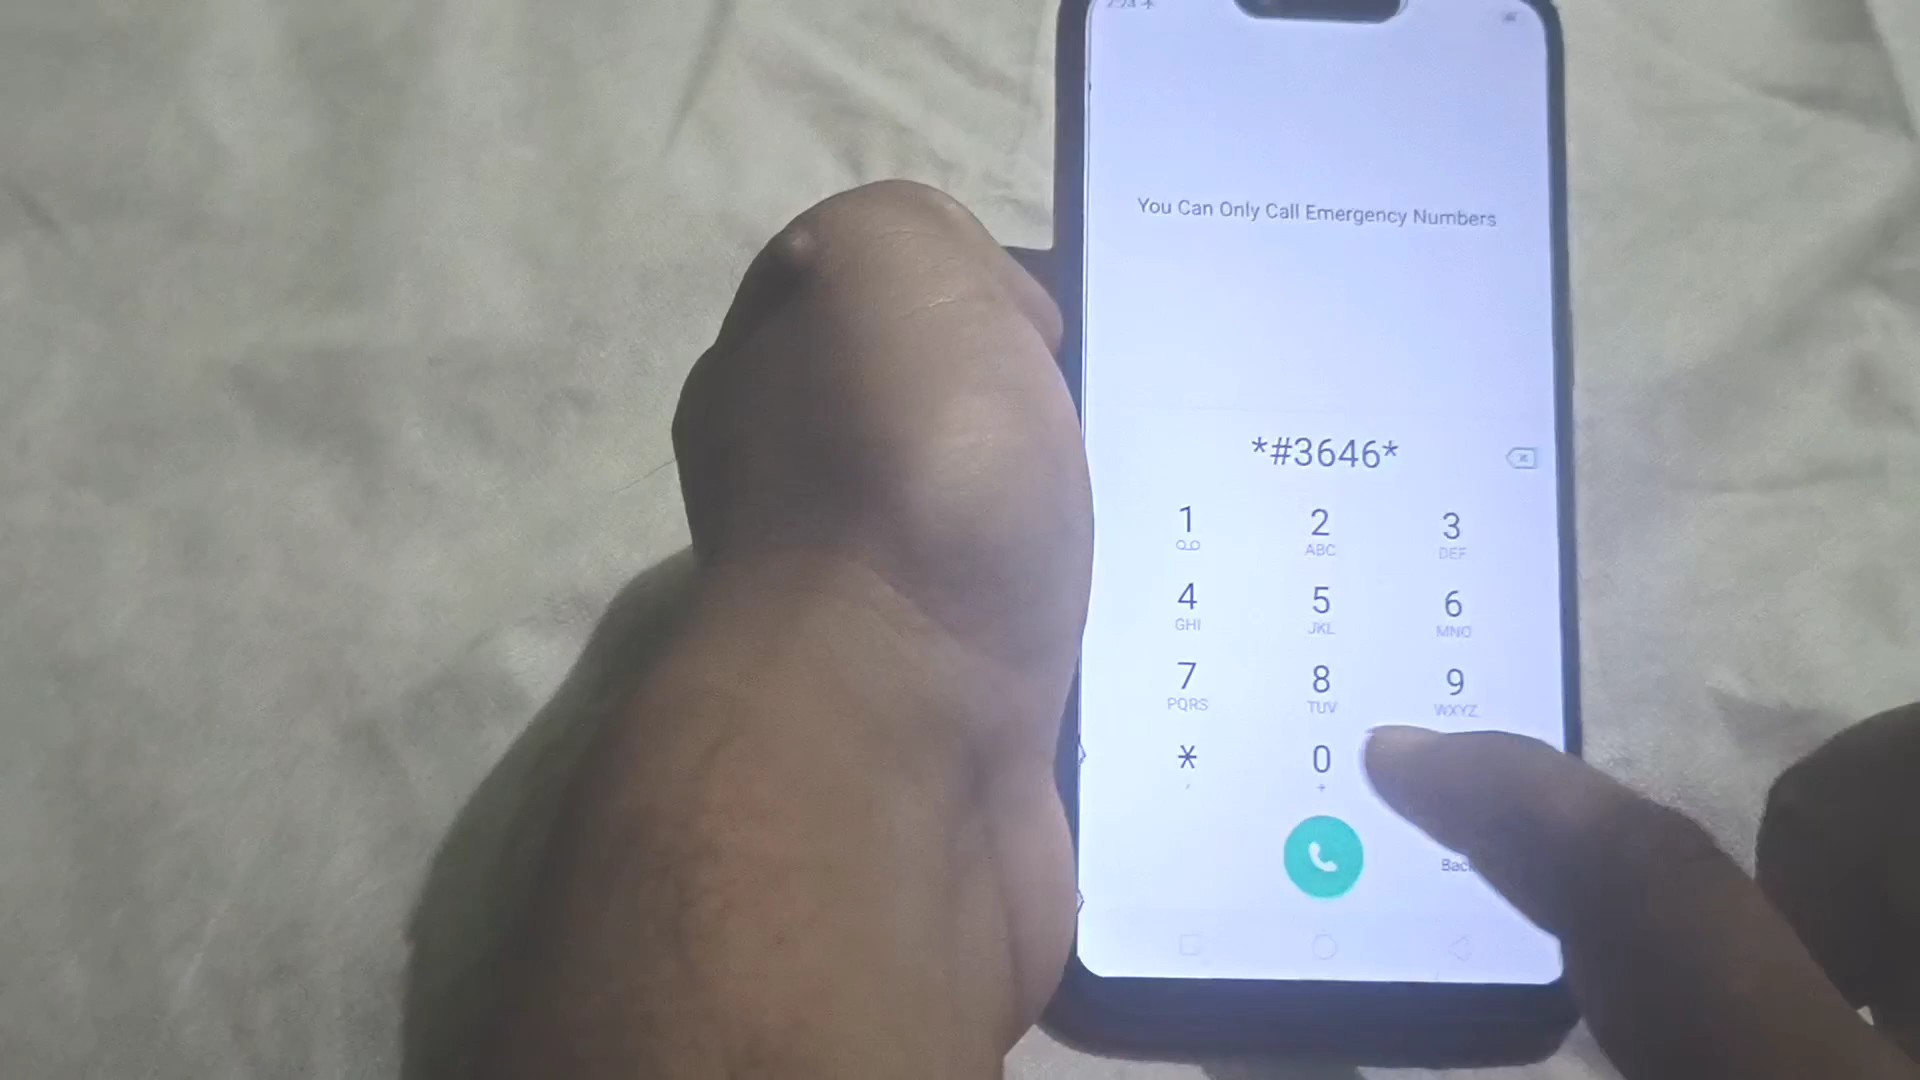 You Can Only Call Emergency Numbers
*#3646*
1 2 3
ABC DEF
4 5 6
GHI JKL MNO
7 8 9
PQRS TUV WXYZ
* 0
, +